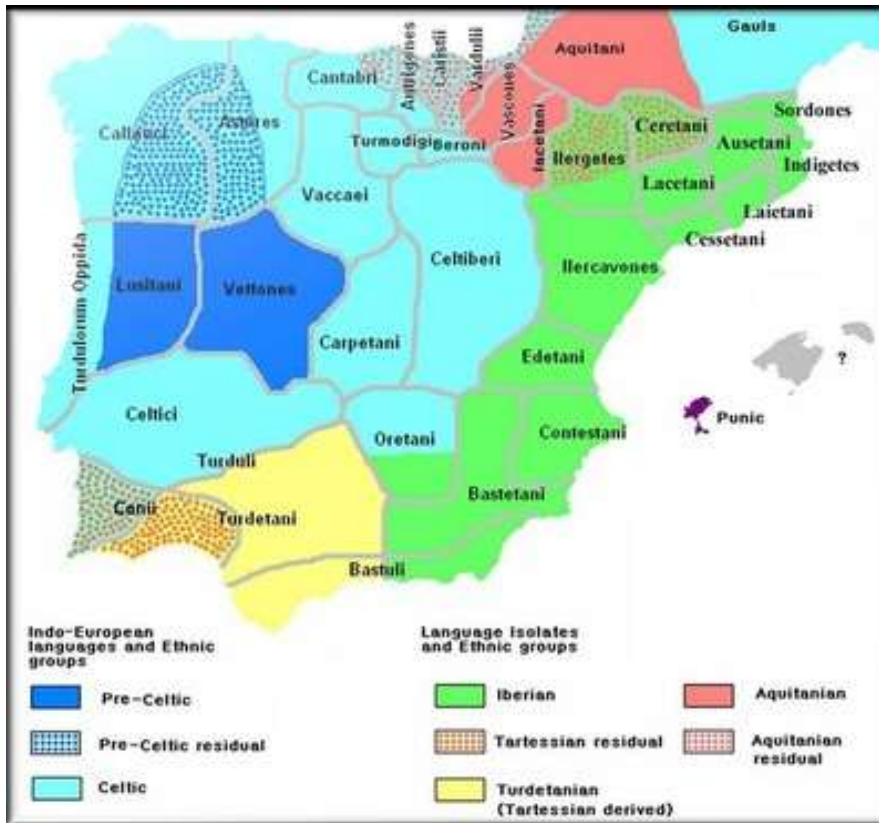 Gauls
Aquitani
Cantabri
Autrigones
Caristii
Vardulii
Vascones
Iacetani
Callaici
Astures
Turmodigi
Beroni
Ilergetes
Ceretani
Sordones
Ausetani
Indigetes
Lacetani
Laietani
Cessetani
Vaccaei
Celtiberi
Ilercavones
Turdulorum Oppida
Lusitani
Vettones
Carpetani
Edetani
?
Punic
Celtici
Oretani
Contestani
Turduli
Bastetani
Conii
Turdetani
Bastuli
Indo-European
languages and Ethnic
groups
Pre-Celtic
Pre-Celtic residual
Celtic
Language Isolates
and Ethnic groups
Iberian
Tartessian residual
Turdetanian
(Tartessian derived)
Aquitanian
Aquitanian
residual